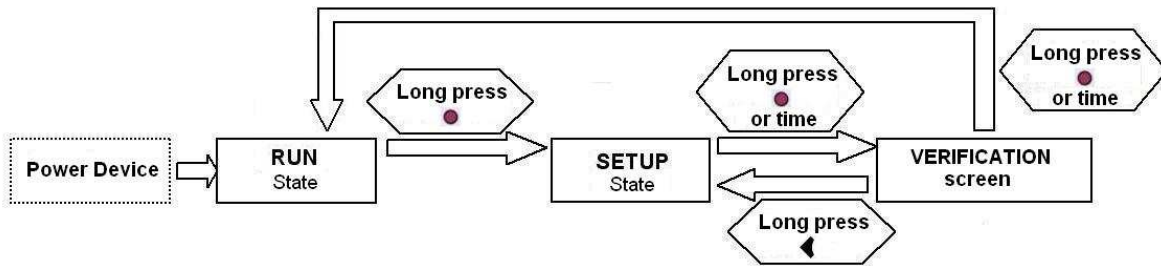 Long press
or time
Long press
Long press
or time
Power Device
RUN
State
SETUP
State
VERIFICATION
screen
Long press